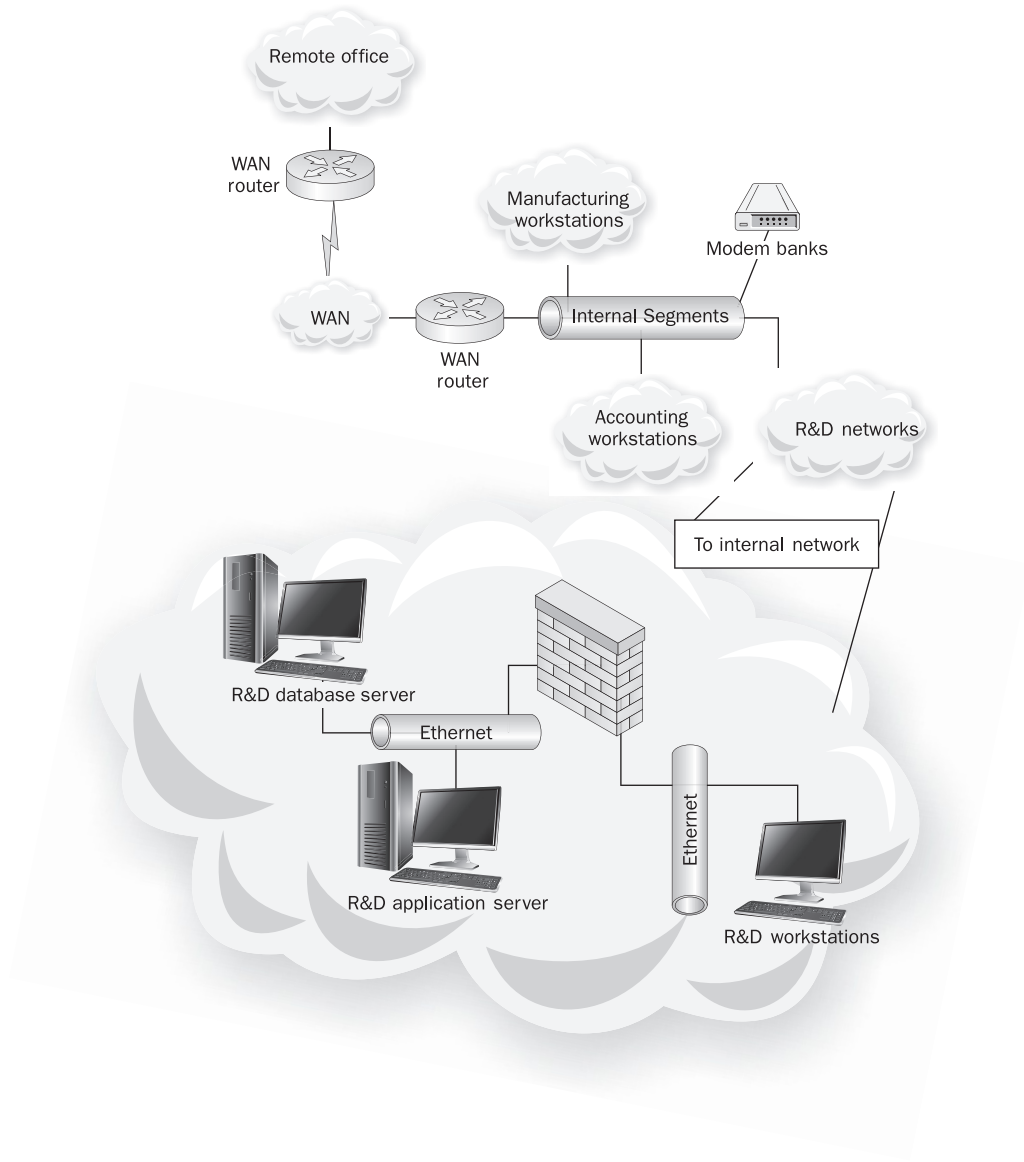 Remote office
WAN
router
Manufacturing
workstations
Modem banks
WAN
Internal Segments
WAN
router
Accounting
workstations
R&D networks
To internal network
R&D database server
Ethernet
Ethernet
R&D application server
R&D workstations